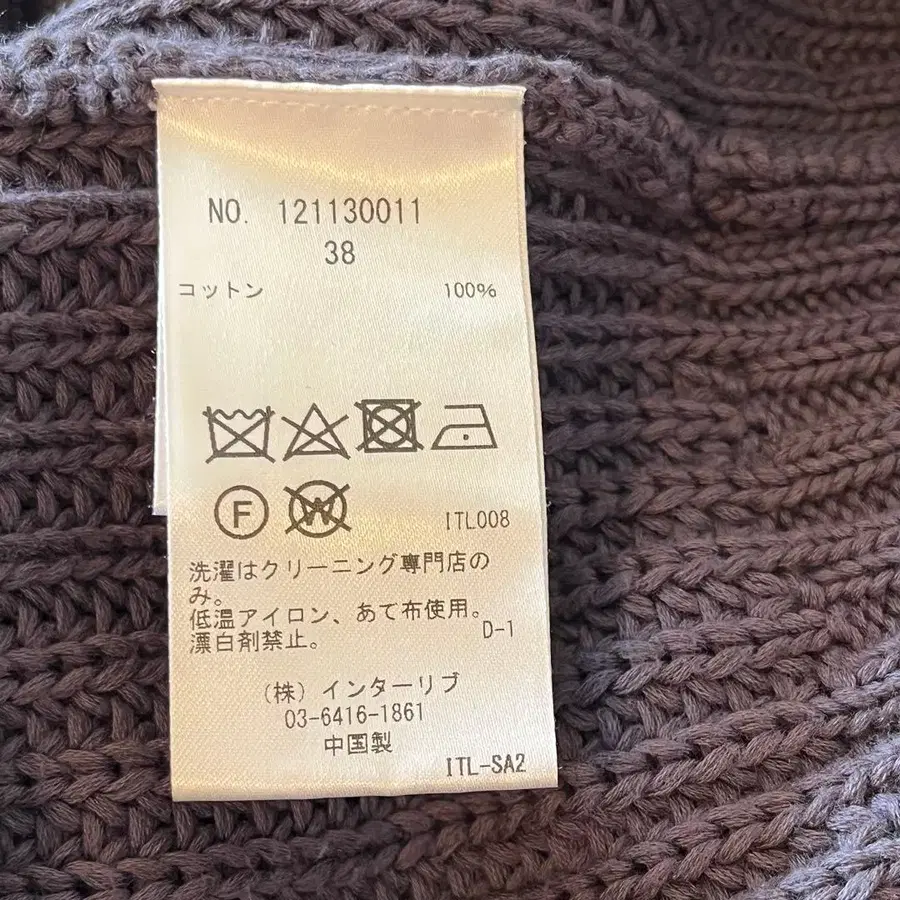 NO. 121130011
38
コットン 100%
F W
ITL008
洗濯はクリーニング専門店の
み。
低温アイロン、あて布使用。
漂白剤禁止。
D-1
(株) インターリブ
03-6416-1861
中国製
ITL-SA2